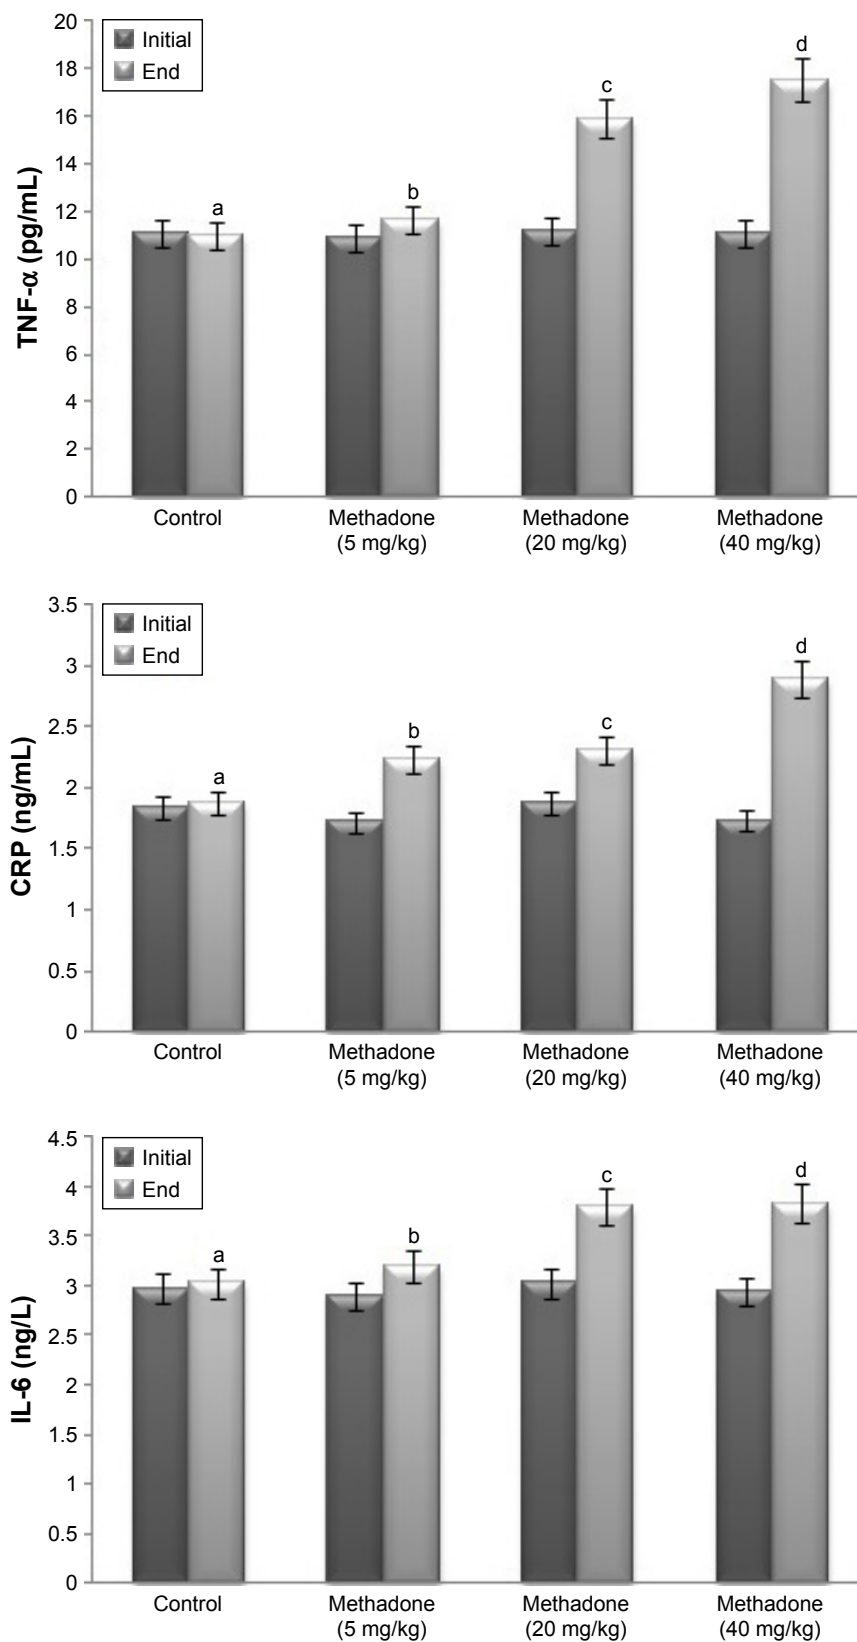 20
18
16
14
12
10
8
6
4
2
0
TNF-α (pg/mL)
Initial
End
a
b
c
d
Control
Methadone
(5 mg/kg)
Methadone
(20 mg/kg)
Methadone
(40 mg/kg)
3.5
3
2.5
2
1.5
1
0.5
0
CRP (ng/mL)
Initial
End
a
b
c
d
Control
Methadone
(5 mg/kg)
Methadone
(20 mg/kg)
Methadone
(40 mg/kg)
4.5
4
3.5
3
2.5
2
1.5
1
0.5
0
IL-6 (ng/L)
Initial
End
a
b
c
d
Control
Methadone
(5 mg/kg)
Methadone
(20 mg/kg)
Methadone
(40 mg/kg)